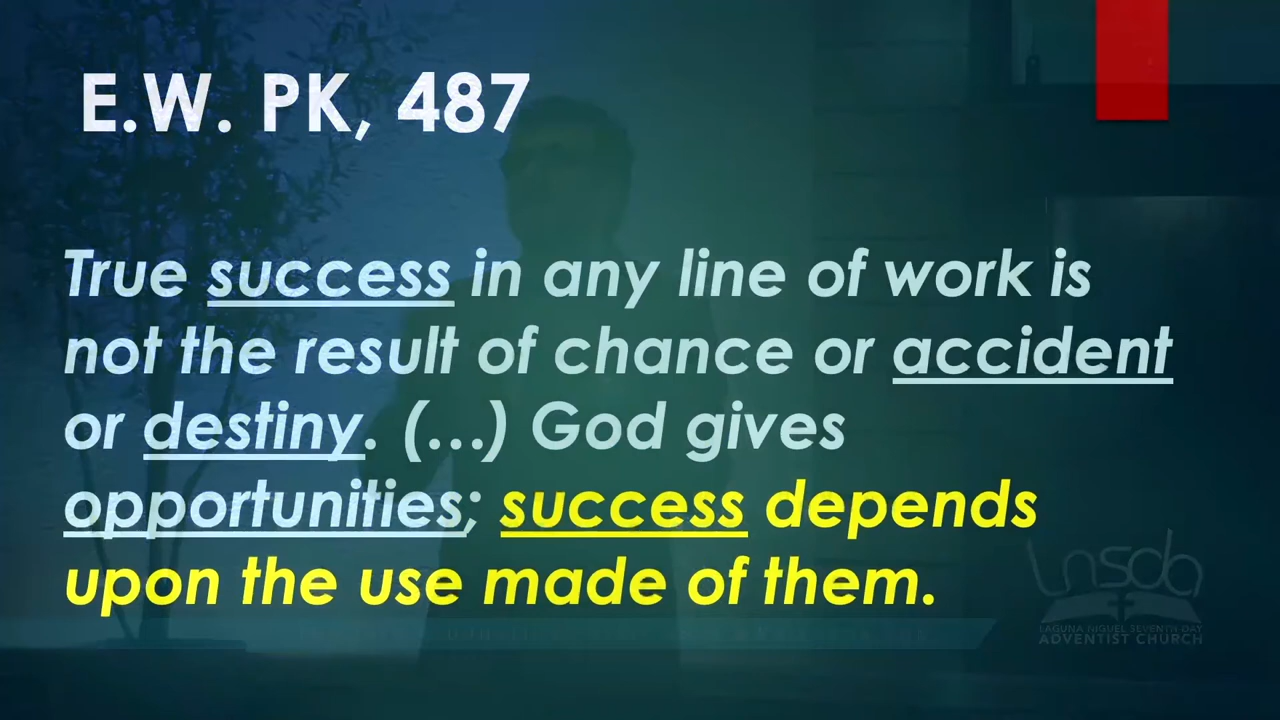 E.W. PK, 487
True success in any line of work is
not the result of chance or accident
or destiny. (...) God gives
opportunities; success depends
upon the use made of them.
lnsda
LAGUNA NIGUEL SEVENTH-DAY
ADVENTIST CHURCH